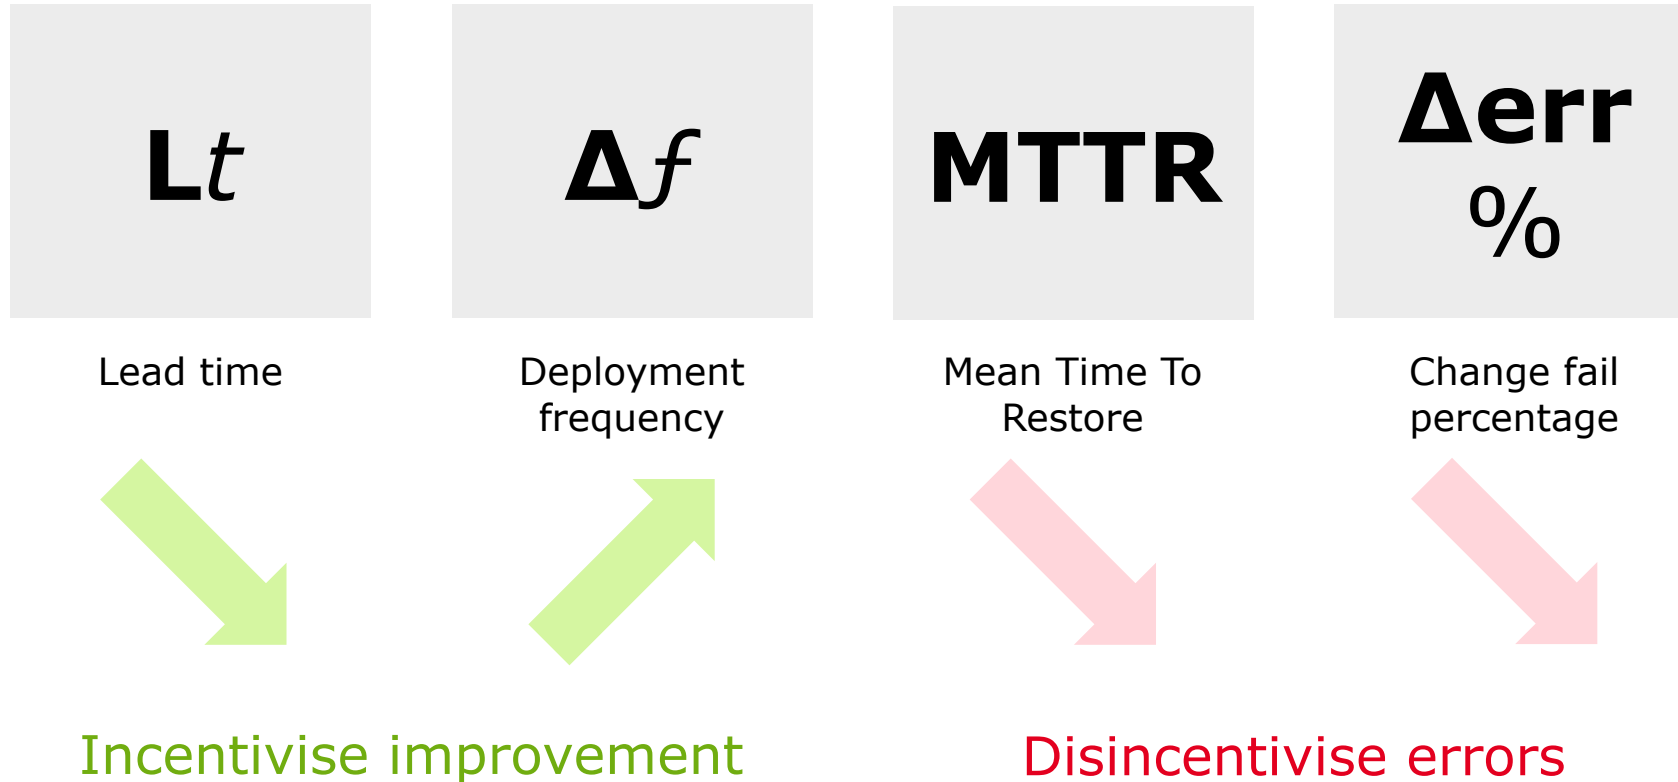 Lt
Δf
MTTR
Δerr
%
Lead time
Deployment
frequency
Mean Time To
Restore
Change fail
percentage
Incentivise improvement
Disincentivise errors